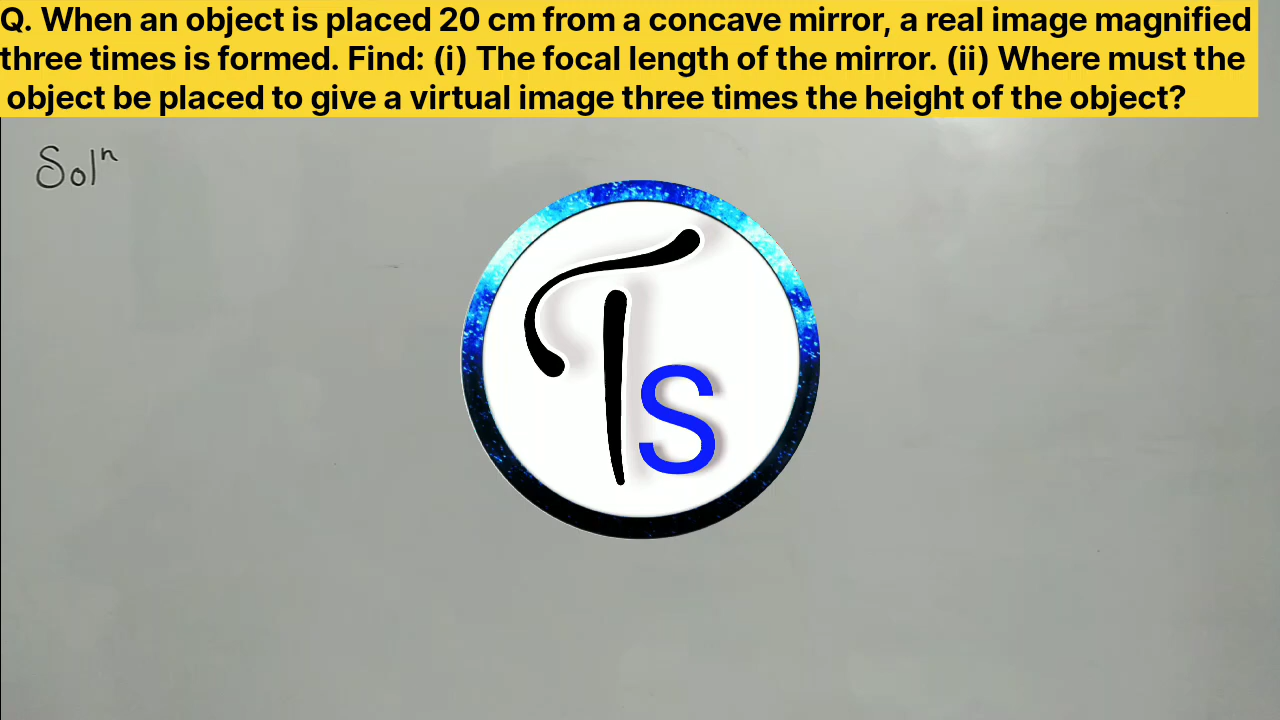 Q. When an object is placed 20 cm from a concave mirror, a real image magnified
three times is formed. Find: (i) The focal length of the mirror. (ii) Where must the
object be placed to give a virtual image three times the height of the object?
Solⁿ
Ts